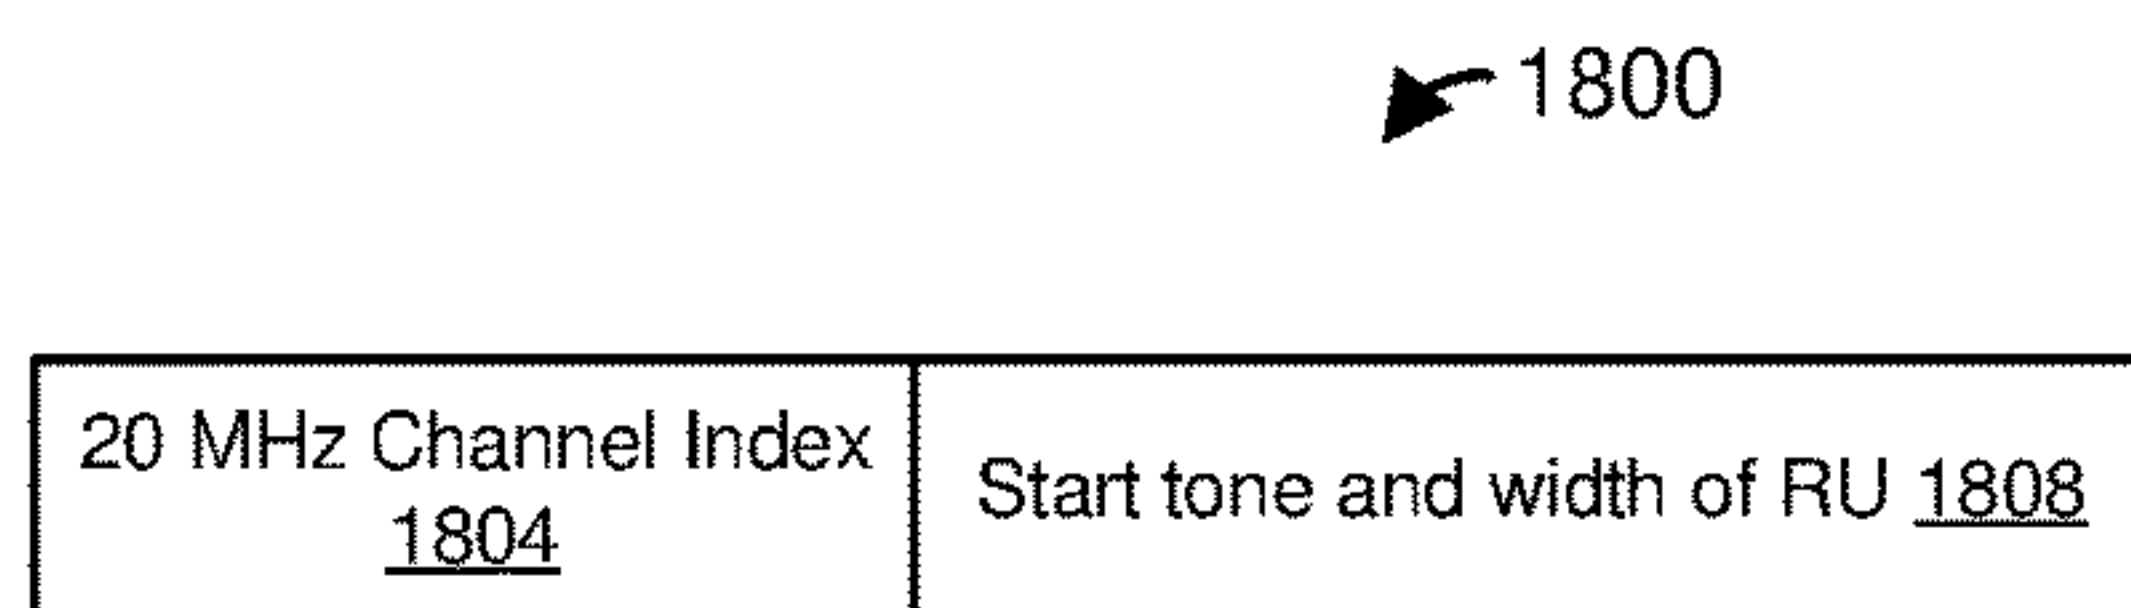 1800
20 MHz Channel Index
1804
Start tone and width of RU 1808